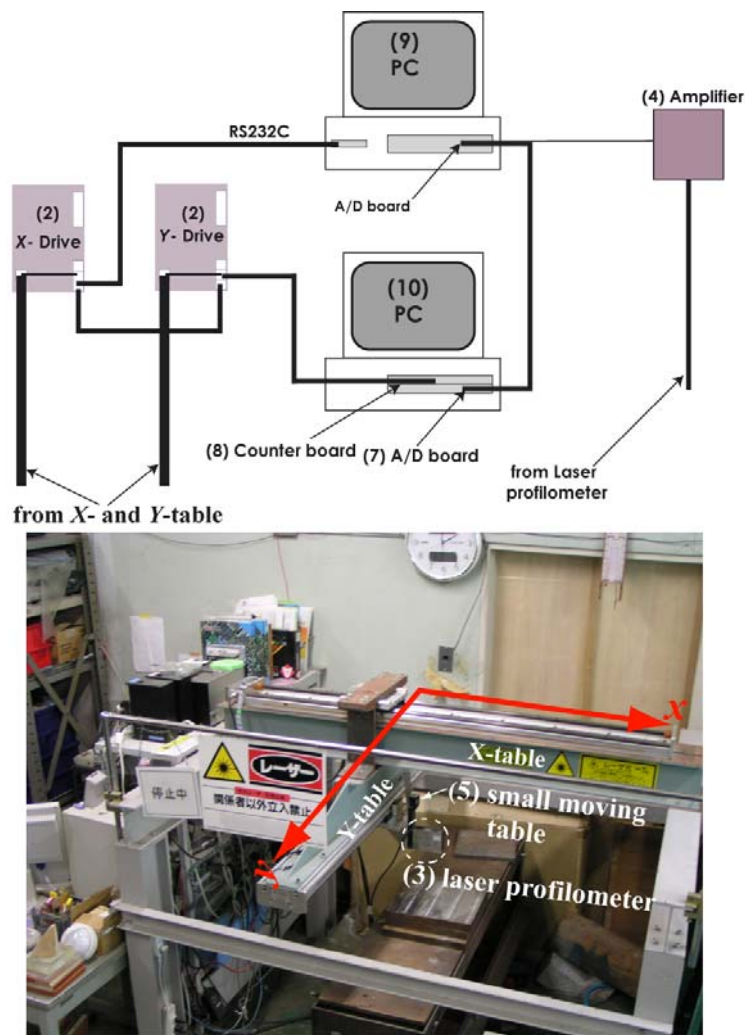 (9)
PC
(4) Amplifier
RS232C
A/D board
(2)
X- Drive
(2)
Y- Drive
(10)
PC
(8) Counter board
(7) A/D board
from Laser
profilometer
from X- and Y-table
x
X-table
レーザー
停止中
関係者以外立入禁止
Y-table
(5) small moving
table
y
(3) laser profilometer